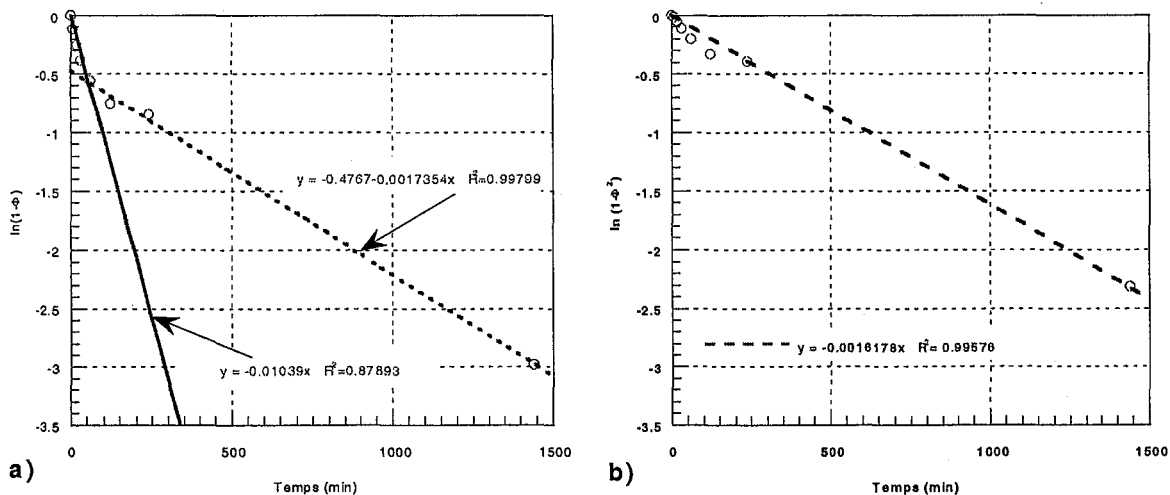 0
-0.5
-1
-1.5
-2
-2.5
-3
-3.5
ln(1-Φ)
y = -0.4767-0.0017354x R²=0.99799
y = -0.01039x R²=0.87893
0 500 1000 1500
Temps (min)
a)
0
-0.5
-1
-1.5
-2
-2.5
-3
-3.5
ln (1-Φ²)
y = -0.0016178x R²= 0.99576
0 500 1000 1500
Temps (min)
b)